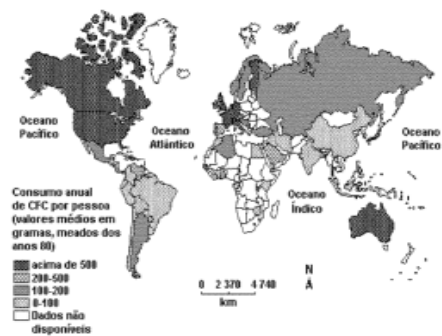 Oceano
Pacífico
Oceano
Atlântico
Oceano
Pacífico
Oceano
Índico
Consumo anual
de CFC por pessoa
(valores médios em
gramas, meados dos
anos 80)
acima de 500
200-500
100-200
0-100
Dados não
disponíveis
0 2 370 4 740
km
N